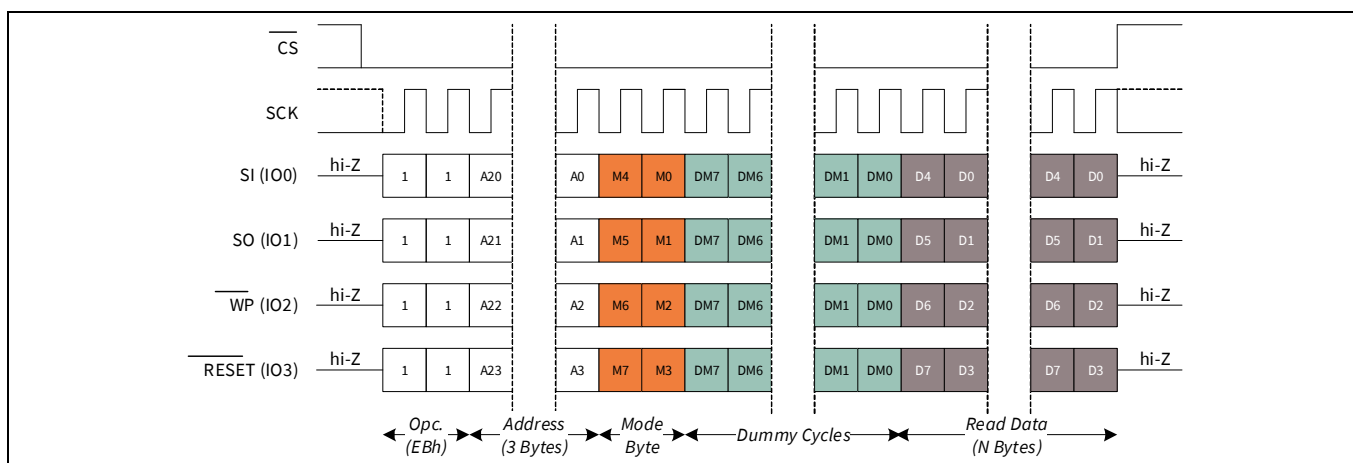 CS
SCK
SI (IO0) hi-Z 1 1 A20 A0 M4 M0 DM7 DM6 DM1 DM0 D4 D0 D4 D0 hi-Z
SO (IO1) hi-Z 1 1 A21 A1 M5 M1 DM7 DM6 DM1 DM0 D5 D1 D5 D1 hi-Z
WP (IO2) hi-Z 1 1 A22 A2 M6 M2 DM7 DM6 DM1 DM0 D6 D2 D6 D2 hi-Z
RESET (IO3) hi-Z 1 1 A23 A3 M7 M3 DM7 DM6 DM1 DM0 D7 D3 D7 D3 hi-Z
Opc. Address Mode Dummy Cycles Read Data
(EBh) (3 Bytes) Byte (N Bytes)